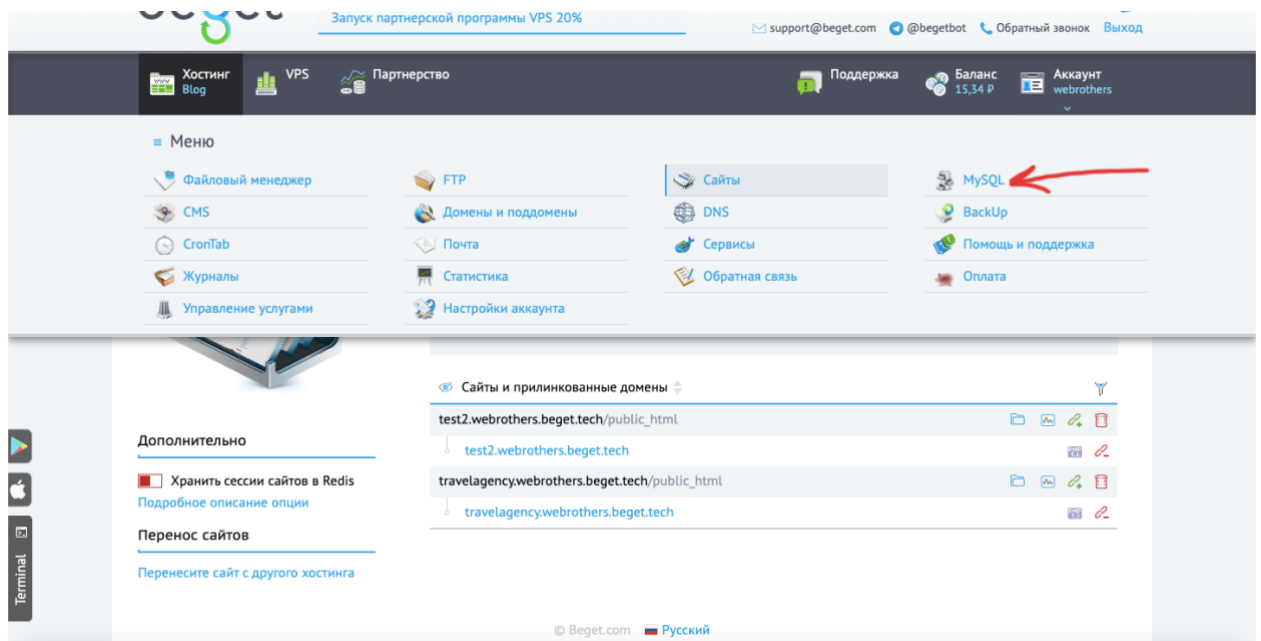 beget
Запуск партнерской программы VPS 20%
support@beget.com @begetbot Обратный звонок Выход
Хостинг
Blog
VPS
Партнерство
Поддержка
Баланс
15,34 ₽
Аккаунт
webrothers
≡ Меню
Файловый менеджер FTP Сайты MySQL
CMS Домены и поддомены DNS BackUp
CronTab Почта Сервисы Помощь и поддержка
Журналы Статистика Обратная связь Оплата
Управление услугами Настройки аккаунта
Сайты и прилинкованные домены
test2.webrothers.beget.tech/public_html
test2.webrothers.beget.tech
travelagency.webrothers.beget.tech/public_html
travelagency.webrothers.beget.tech
Дополнительно
Хранить сессии сайтов в Redis
Подробное описание опции
Перенос сайтов
Перенесите сайт с другого хостинга
Terminal
© Beget.com Русский